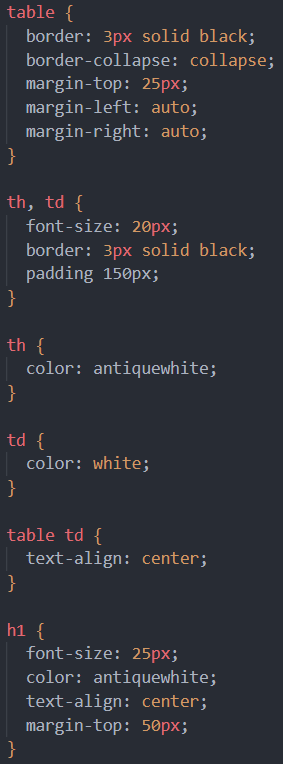 table {
  border: 3px solid black;
  border-collapse: collapse;
  margin-top: 25px;
  margin-left: auto;
  margin-right: auto;
}

th, td {
  font-size: 20px;
  border: 3px solid black;
  padding 150px;
}

th {
  color: antiquewhite;
}

td {
  color: white;
}

table td {
  text-align: center;
}

h1 {
  font-size: 25px;
  color: antiquewhite;
  text-align: center;
  margin-top: 50px;
}